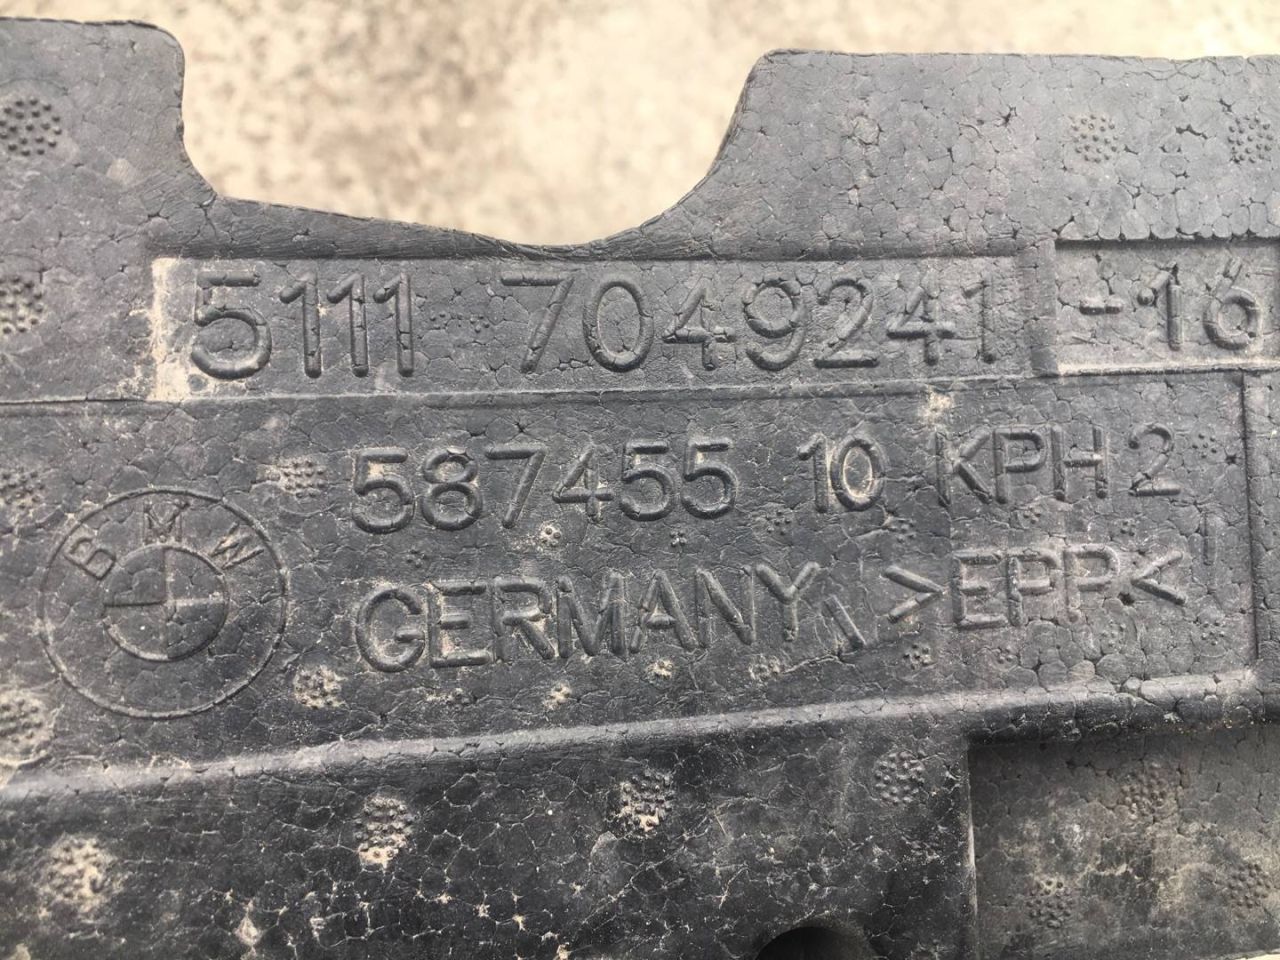 5111 7049241 -16
587455 10 KPH 2
BMW
GERMANY >EPP<